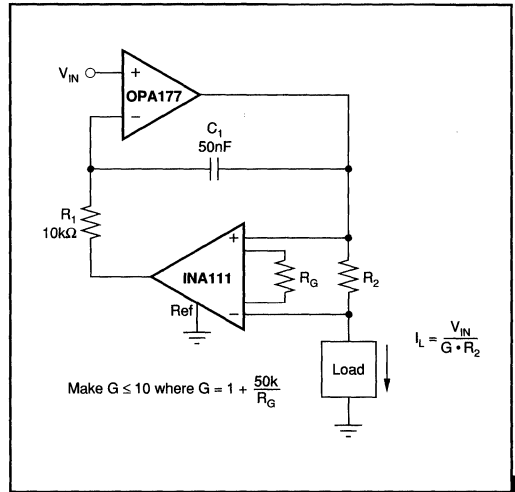 V_IN
+
OPA177
−
C₁
50nF
R₁
10kΩ
+
INA111
R_G
R₂
Ref
−
I_L = V_IN / G • R₂
Load
Make G ≤ 10 where G = 1 + 50k / R_G